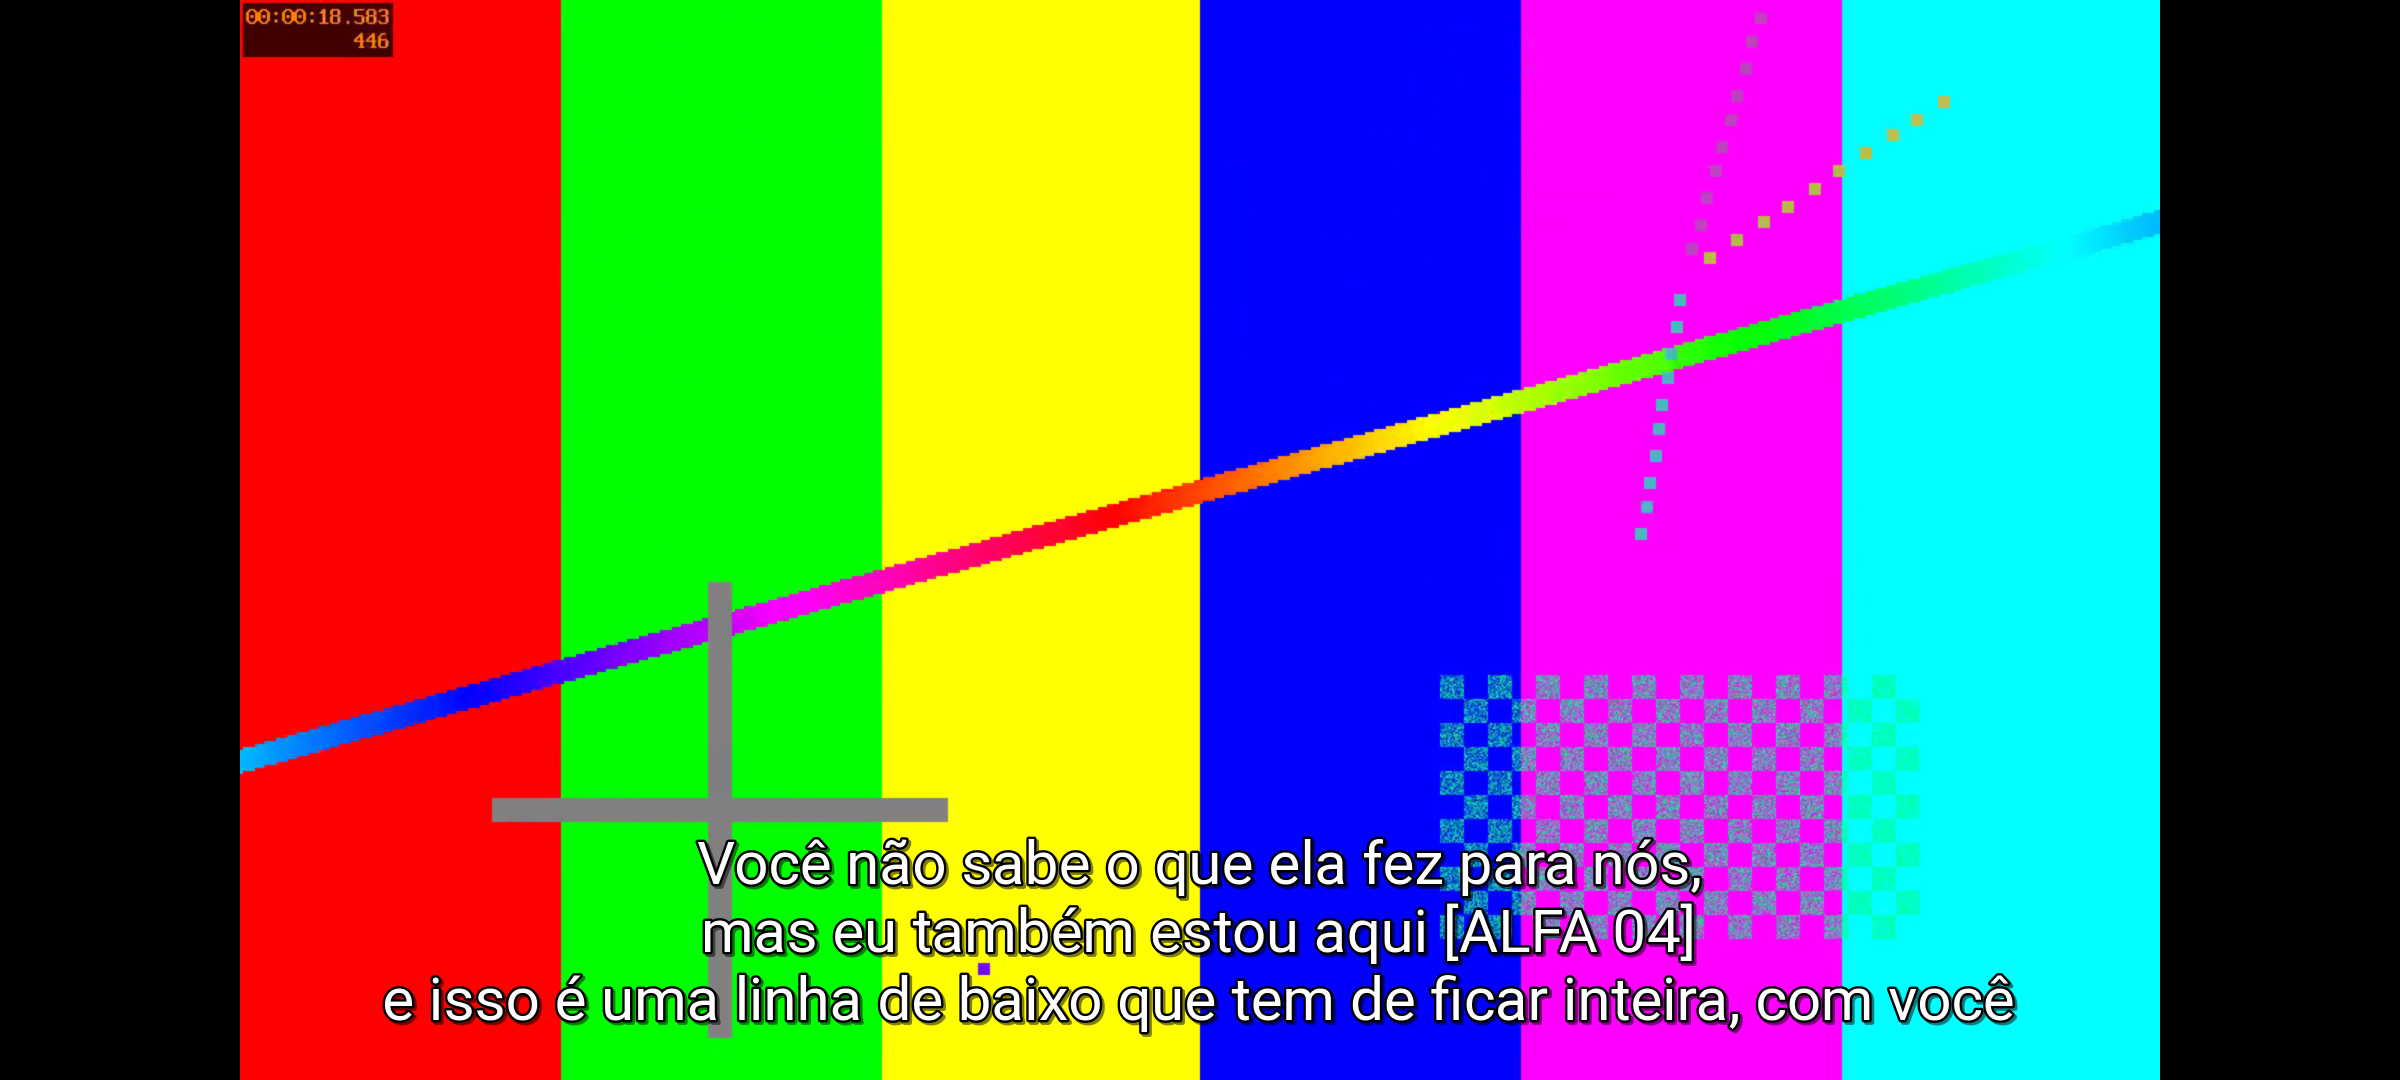 00:00:18.583
446
Você não sabe o que ela fez para nós,
mas eu também estou aqui [ALFA 04]
e isso é uma linha de baixo que tem de ficar inteira, com você